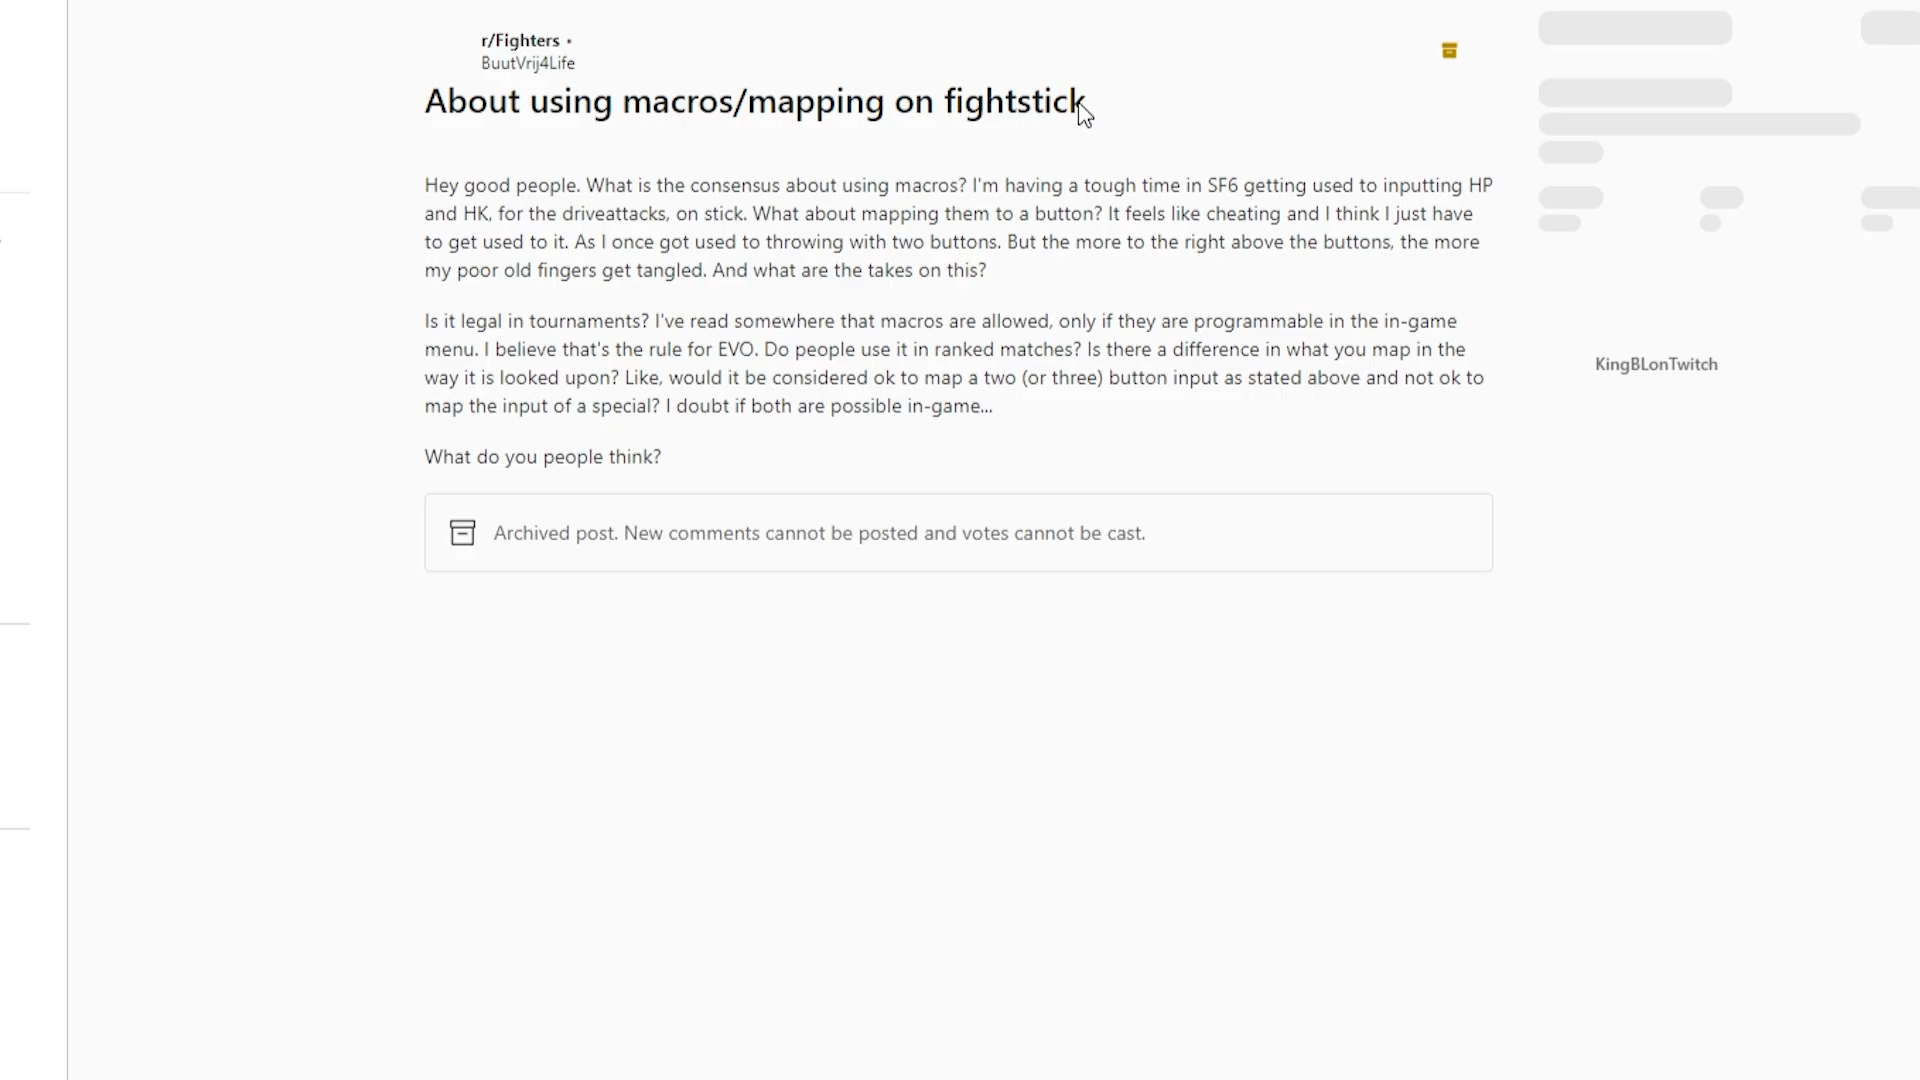 r/Fighters •
BuutVrij4Life
About using macros/mapping on fightstick
Hey good people. What is the consensus about using macros? I'm having a tough time in SF6 getting used to inputting HP
and HK, for the driveattacks, on stick. What about mapping them to a button? It feels like cheating and I think I just have
to get used to it. As I once got used to throwing with two buttons. But the more to the right above the buttons, the more
my poor old fingers get tangled. And what are the takes on this?
Is it legal in tournaments? I've read somewhere that macros are allowed, only if they are programmable in the in-game
menu. I believe that's the rule for EVO. Do people use it in ranked matches? Is there a difference in what you map in the
way it is looked upon? Like, would it be considered ok to map a two (or three) button input as stated above and not ok to
map the input of a special? I doubt if both are possible in-game...
What do you people think?
Archived post. New comments cannot be posted and votes cannot be cast.
KingBLonTwitch